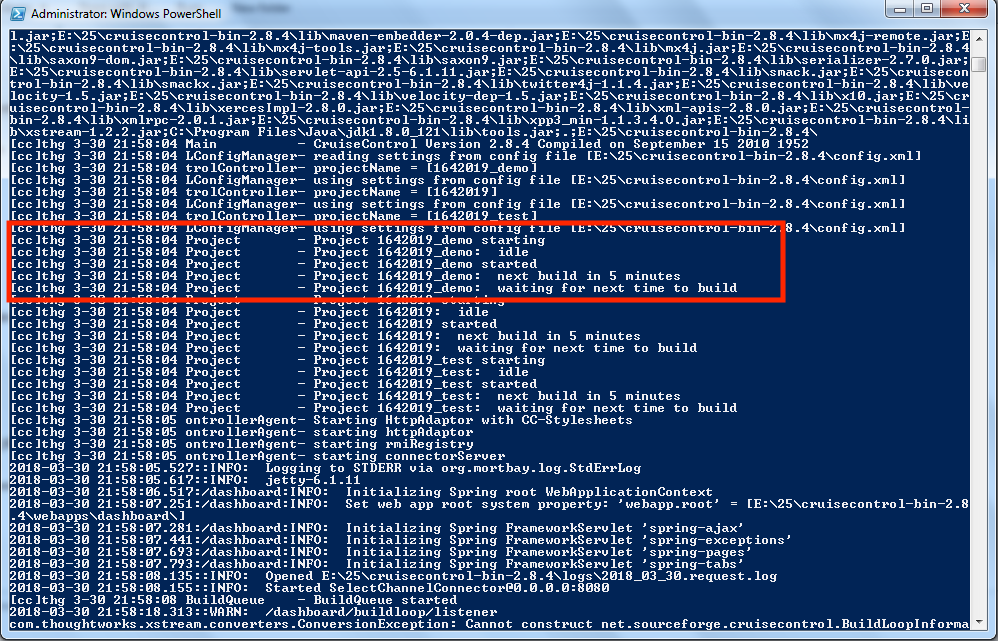 Administrator: Windows PowerShell
l.jar;E:\25\cruisecontrol-bin-2.8.4\lib\maven-embedder-2.0.4-dep.jar;E:\25\cruisecontrol-bin-2.8.4\lib\mx4j-remote.jar;E
:\25\cruisecontrol-bin-2.8.4\lib\mx4j-tools.jar;E:\25\cruisecontrol-bin-2.8.4\lib\mx4j.jar;E:\25\cruisecontrol-bin-2.8.4
\lib\saxon9-dom.jar;E:\25\cruisecontrol-bin-2.8.4\lib\saxon9.jar;E:\25\cruisecontrol-bin-2.8.4\lib\serializer-2.7.0.jar;
E:\25\cruisecontrol-bin-2.8.4\lib\servlet-api-2.5-6.1.11.jar;E:\25\cruisecontrol-bin-2.8.4\lib\smack.jar;E:\25\cruisecon
trol-bin-2.8.4\lib\smackx.jar;E:\25\cruisecontrol-bin-2.8.4\lib\twitter4j-1.1.4.jar;E:\25\cruisecontrol-bin-2.8.4\lib\ve
locity-1.5.jar;E:\25\cruisecontrol-bin-2.8.4\lib\velocity-dep-1.5.jar;E:\25\cruisecontrol-bin-2.8.4\lib\x10.jar;E:\25\cr
uisecontrol-bin-2.8.4\lib\xercesImpl-2.8.0.jar;E:\25\cruisecontrol-bin-2.8.4\lib\xml-apis-2.8.0.jar;E:\25\cruisecontrol-
bin-2.8.4\lib\xmlrpc-2.0.1.jar;E:\25\cruisecontrol-bin-2.8.4\lib\xpp3_min-1.1.3.4.O.jar;E:\25\cruisecontrol-bin-2.8.4\li
b\xstream-1.2.2.jar;C:\Program Files\Java\jdk1.8.0_121\lib\tools.jar;.;E:\25\cruisecontrol-bin-2.8.4\
[cc]thg 3-30 21:58:04 Main          - CruiseControl Version 2.8.4 Compiled on September 15 2010 1952
[cc]thg 3-30 21:58:04 LConfigManager- reading settings from config file [E:\25\cruisecontrol-bin-2.8.4\config.xml]
[cc]thg 3-30 21:58:04 trolController- projectName = [1642019_demo]
[cc]thg 3-30 21:58:04 LConfigManager- using settings from config file [E:\25\cruisecontrol-bin-2.8.4\config.xml]
[cc]thg 3-30 21:58:04 trolController- projectName = [1642019]
[cc]thg 3-30 21:58:04 LConfigManager- using settings from config file [E:\25\cruisecontrol-bin-2.8.4\config.xml]
[cc]thg 3-30 21:58:04 trolController- projectName = [1642019_test]
[cc]thg 3-30 21:58:04 LConfigManager- using settings from config file [E:\25\cruisecontrol-bin-2.8.4\config.xml]
[cc]thg 3-30 21:58:04 Project       - Project 1642019_demo starting
[cc]thg 3-30 21:58:04 Project       - Project 1642019_demo:  idle
[cc]thg 3-30 21:58:04 Project       - Project 1642019_demo started
[cc]thg 3-30 21:58:04 Project       - Project 1642019_demo:  next build in 5 minutes
[cc]thg 3-30 21:58:04 Project       - Project 1642019_demo:  waiting for next time to build
[cc]thg 3-30 21:58:04 Project       - Project 1642019 starting
[cc]thg 3-30 21:58:04 Project       - Project 1642019:  idle
[cc]thg 3-30 21:58:04 Project       - Project 1642019 started
[cc]thg 3-30 21:58:04 Project       - Project 1642019:  next build in 5 minutes
[cc]thg 3-30 21:58:04 Project       - Project 1642019:  waiting for next time to build
[cc]thg 3-30 21:58:04 Project       - Project 1642019_test starting
[cc]thg 3-30 21:58:04 Project       - Project 1642019_test:  idle
[cc]thg 3-30 21:58:04 Project       - Project 1642019_test started
[cc]thg 3-30 21:58:04 Project       - Project 1642019_test:  next build in 5 minutes
[cc]thg 3-30 21:58:04 Project       - Project 1642019_test:  waiting for next time to build
[cc]thg 3-30 21:58:05 ontrollerAgent- Starting HttpAdaptor with CC-Stylesheets
[cc]thg 3-30 21:58:05 ontrollerAgent- starting httpAdaptor
[cc]thg 3-30 21:58:05 ontrollerAgent- starting rmiRegistry
[cc]thg 3-30 21:58:05 ontrollerAgent- starting connectorServer
2018-03-30 21:58:05.527::INFO:  Logging to STDERR via org.mortbay.log.StdErrLog
2018-03-30 21:58:05.617::INFO:  jetty-6.1.11
2018-03-30 21:58:06.517:/dashboard:INFO:  Initializing Spring root WebApplicationContext
2018-03-30 21:58:07.251:/dashboard:INFO:  Set web app root system property: 'webapp.root' = [E:\25\cruisecontrol-bin-2.8
.4\webapps\dashboard\]
2018-03-30 21:58:07.281:/dashboard:INFO:  Initializing Spring FrameworkServlet 'spring-ajax'
2018-03-30 21:58:07.441:/dashboard:INFO:  Initializing Spring FrameworkServlet 'spring-exceptions'
2018-03-30 21:58:07.693:/dashboard:INFO:  Initializing Spring FrameworkServlet 'spring-pages'
2018-03-30 21:58:07.793:/dashboard:INFO:  Initializing Spring FrameworkServlet 'spring-tabs'
2018-03-30 21:58:08.135::INFO:  Opened E:\25\cruisecontrol-bin-2.8.4\logs\2018_03_30.request.log
2018-03-30 21:58:08.155::INFO:  Started SelectChannelConnector@0.0.0.0:8080
[cc]thg 3-30 21:58:08 BuildQueue    - BuildQueue started
2018-03-30 21:58:18.313::WARN:  /dashboard/buildloop/listener
com.thoughtworks.xstream.converters.ConversionException: Cannot construct net.sourceforge.cruisecontrol.BuildLoopInforma